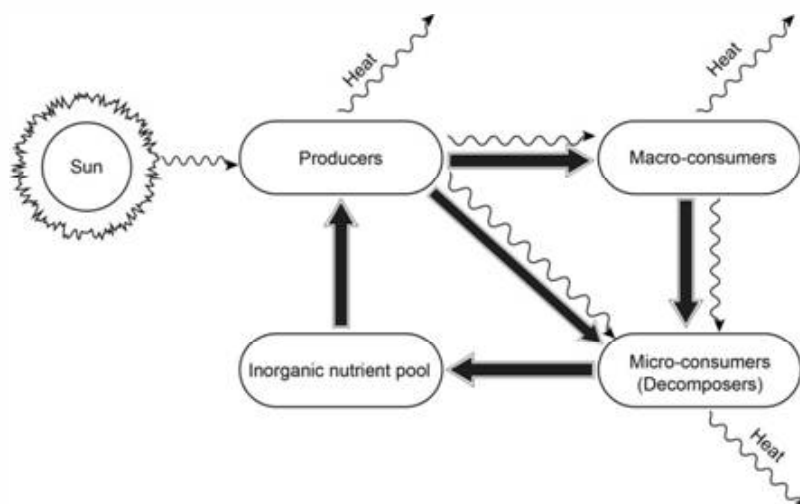 Heat
Heat
Sun
Producers
Macro-consumers
Inorganic nutrient pool
Micro-consumers
(Decomposers)
Heat